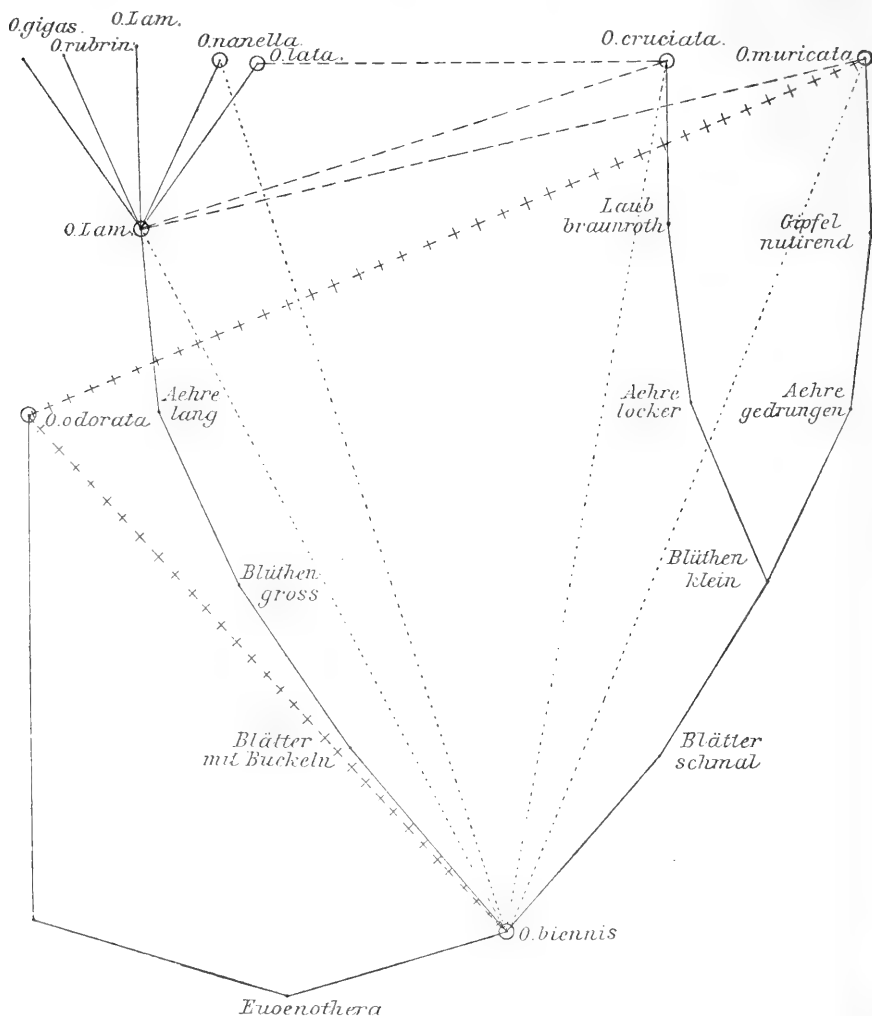 O. gigas.
O. rubrin.
O. Lam.
O. nanella.
O. lata.
O. cruciata.
O. muricata
O. Lam.
Laub
braunroth
Gipfel
nutirend
O. odorata
Aehre
lang
Aehre
locker
Aehre
gedrungen
Blüthen
gross
Blüthen
klein
Blätter
mit Buckeln
Blätter
schmal
O. biennis
Euoenothera